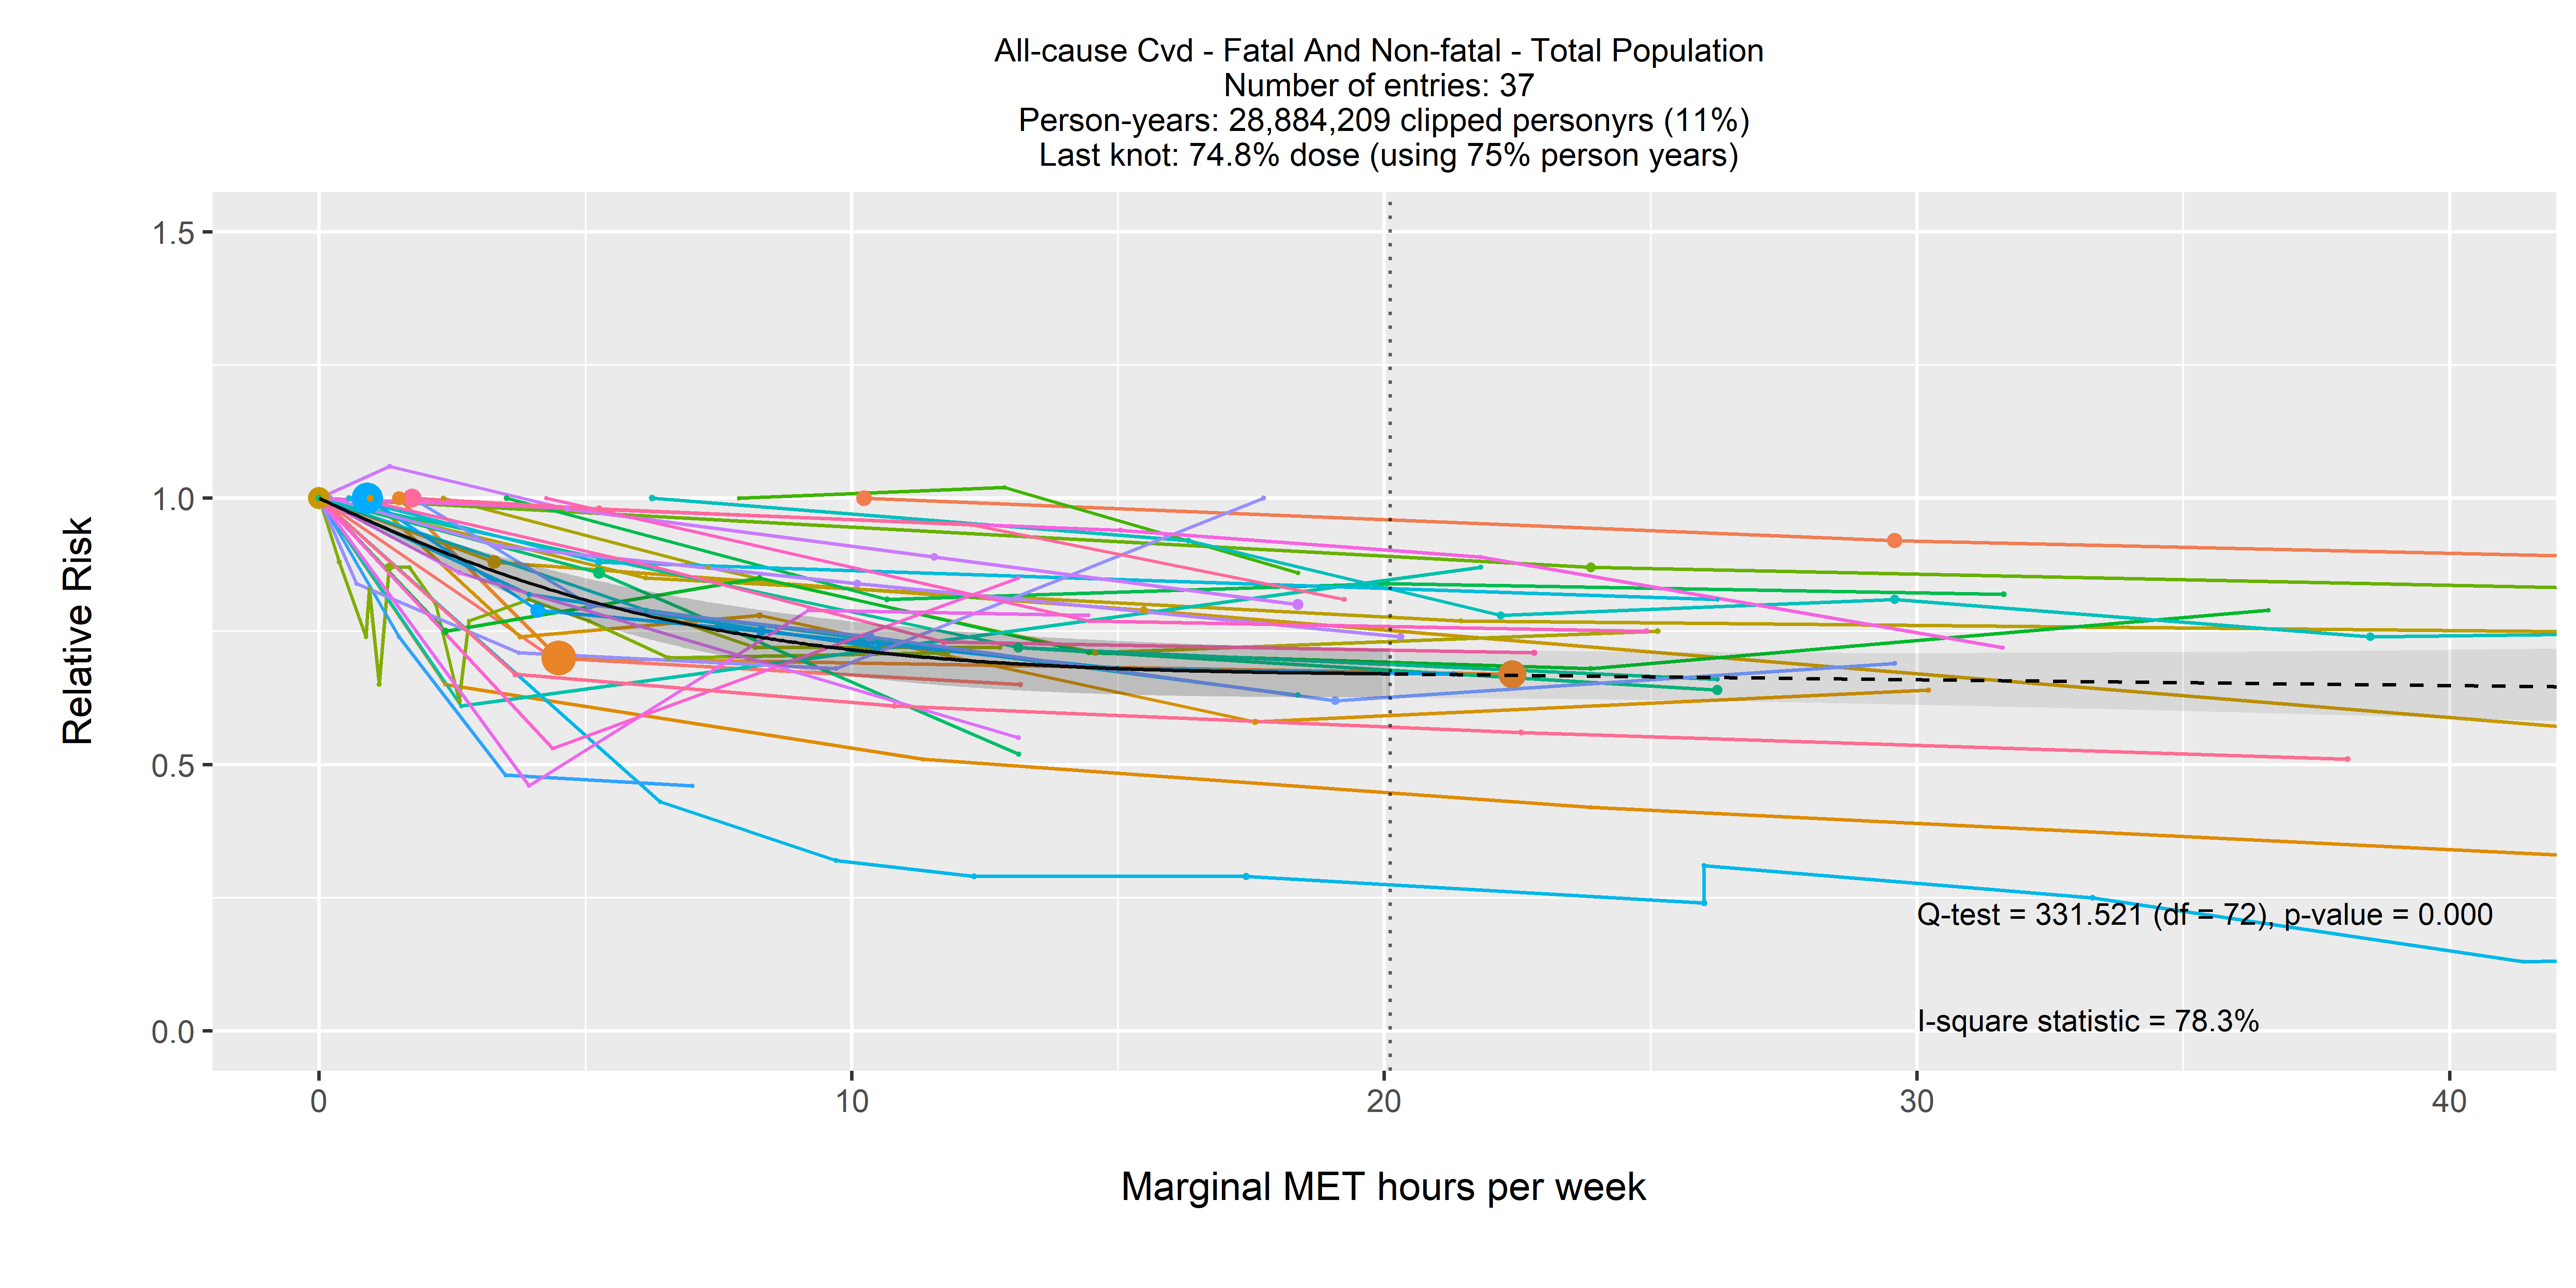 All-cause Cvd - Fatal And Non-fatal - Total Population
Number of entries: 37
Person-years: 28,884,209 clipped personyrs (11%)
Last knot: 74.8% dose (using 75% person years)
1.5
1.0
0.5
0.0
Relative Risk
Q-test = 331.521 (df = 72), p-value = 0.000
I-square statistic = 78.3%
0 10 20 30 40
Marginal MET hours per week